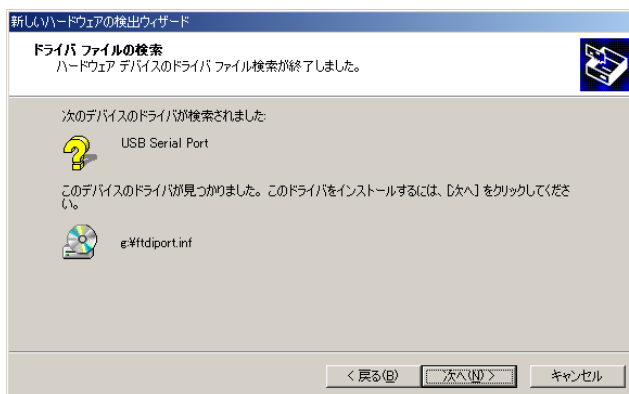 新しいハードウェアの検出ウィザード
ドライバ ファイルの検索
ハードウェア デバイスのドライバ ファイル検索が終了しました。
次のデバイスのドライバが検索されました:
USB Serial Port
このデバイスのドライバが見つかりました。このドライバをインストールするには、[次へ] をクリックしてくださ
い。
g:¥ftdiport.inf
< 戻る(B)
次へ(N) >
キャンセル